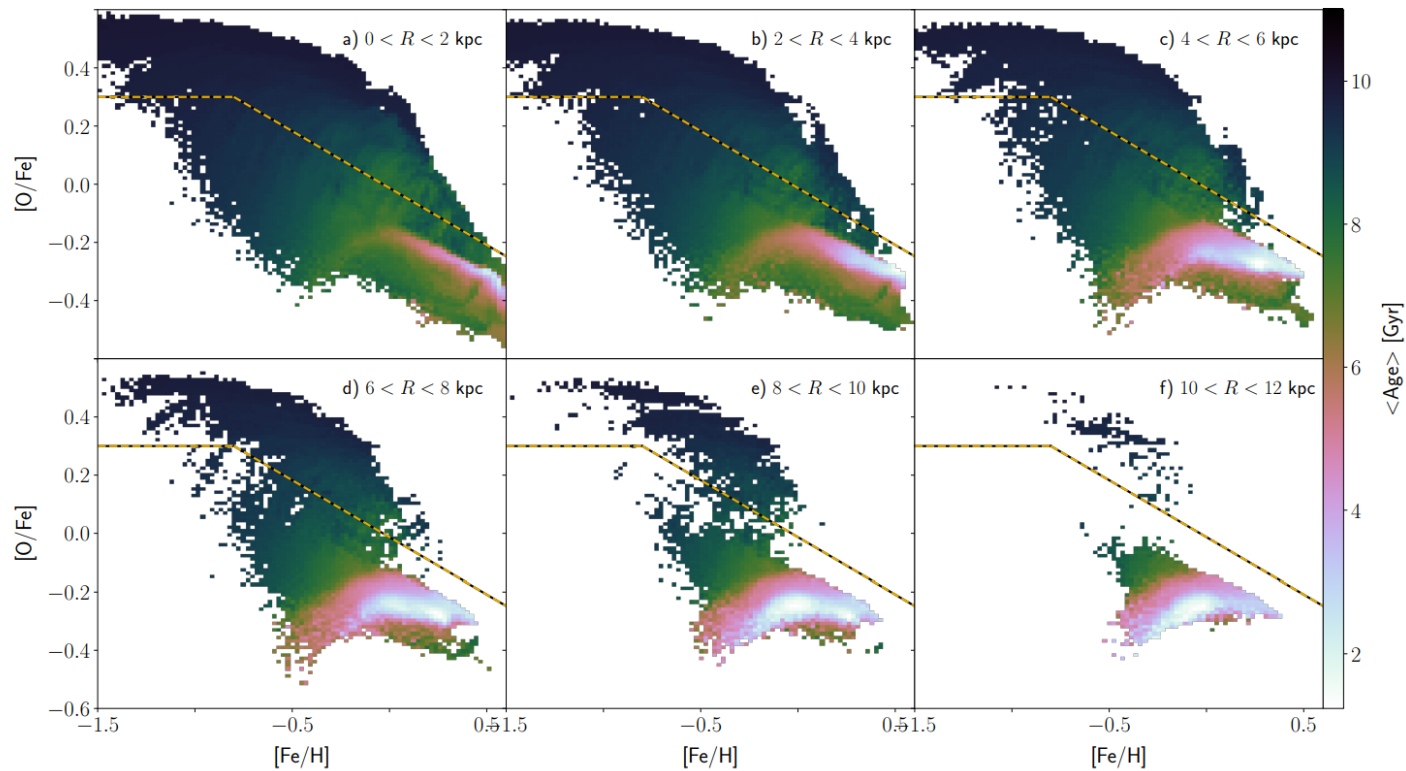 a) 0 < R < 2 kpc
b) 2 < R < 4 kpc
c) 4 < R < 6 kpc
0.4
0.2
0.0
−0.2
−0.4
[O/Fe]
10
8
6
4
2
<Age> [Gyr]
d) 6 < R < 8 kpc
e) 8 < R < 10 kpc
f) 10 < R < 12 kpc
0.4
0.2
0.0
−0.2
−0.4
−0.6
[O/Fe]
−1.5
−0.5
0.5
−0.5
0.5
−0.5
0.5
[Fe/H]
[Fe/H]
[Fe/H]